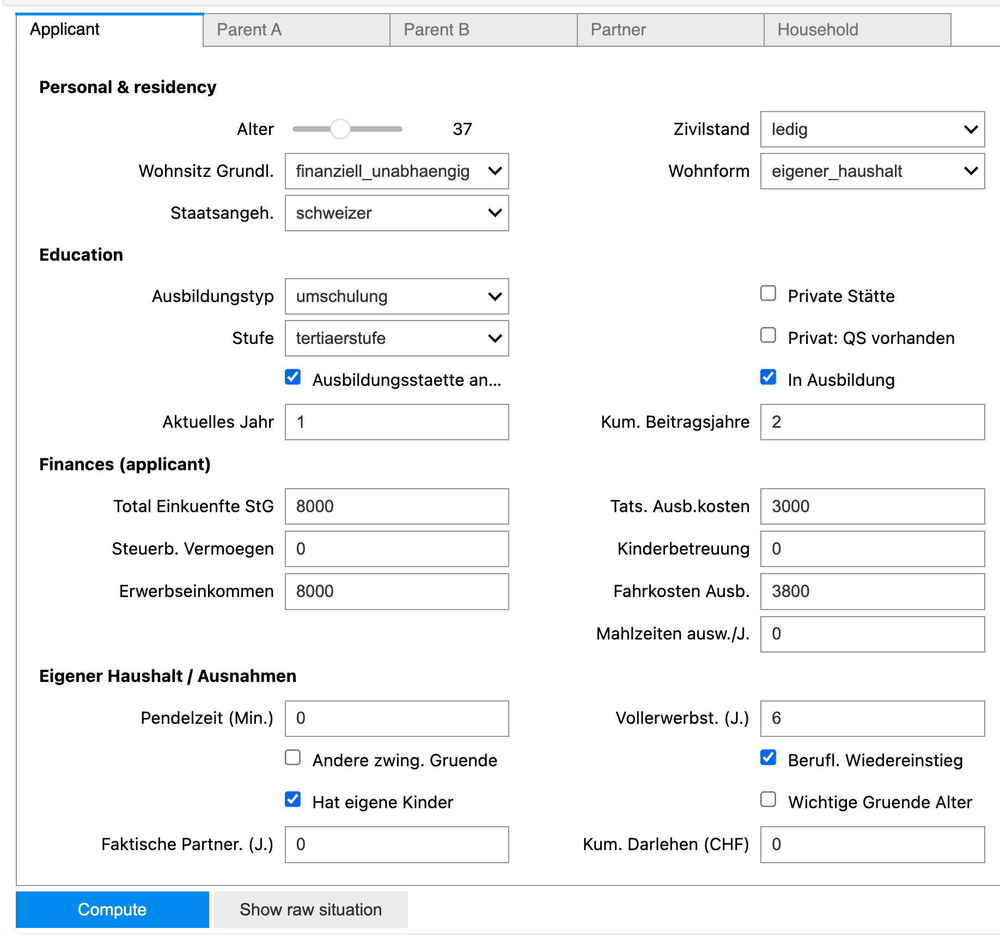 Applicant Parent A Parent B Partner Household
Personal & residency
Alter 37 Zivilstand ledig
Wohnsitz Grundl. finanziell_unabhaengig Wohnform eigener_haushalt
Staatsangeh. schweizer
Education
Ausbildungstyp umschulung Private Stätte
Stufe tertiaerstufe Privat: QS vorhanden
Ausbildungsstaette an... In Ausbildung
Aktuelles Jahr 1 Kum. Beitragsjahre 2
Finances (applicant)
Total Einkuenfte StG 8000 Tats. Ausb.kosten 3000
Steuerb. Vermoegen 0 Kinderbetreuung 0
Erwerbseinkommen 8000 Fahrkosten Ausb. 3800
Mahlzeiten ausw./J. 0
Eigener Haushalt / Ausnahmen
Pendelzeit (Min.) 0 Vollerwerbst. (J.) 6
Andere zwing. Gruende Berufl. Wiedereinstieg
Hat eigene Kinder Wichtige Gruende Alter
Faktische Partner. (J.) 0 Kum. Darlehen (CHF) 0
Compute Show raw situation